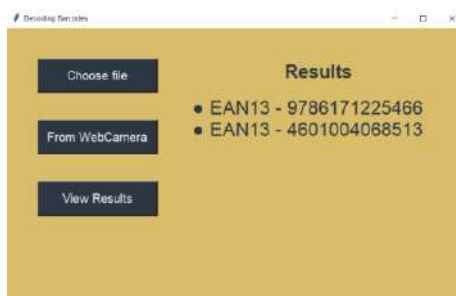 Decoding Barcodes
Choose file
From WebCamera
View Results
Results
● EAN13 - 9786171225466
● EAN13 - 4601004068513